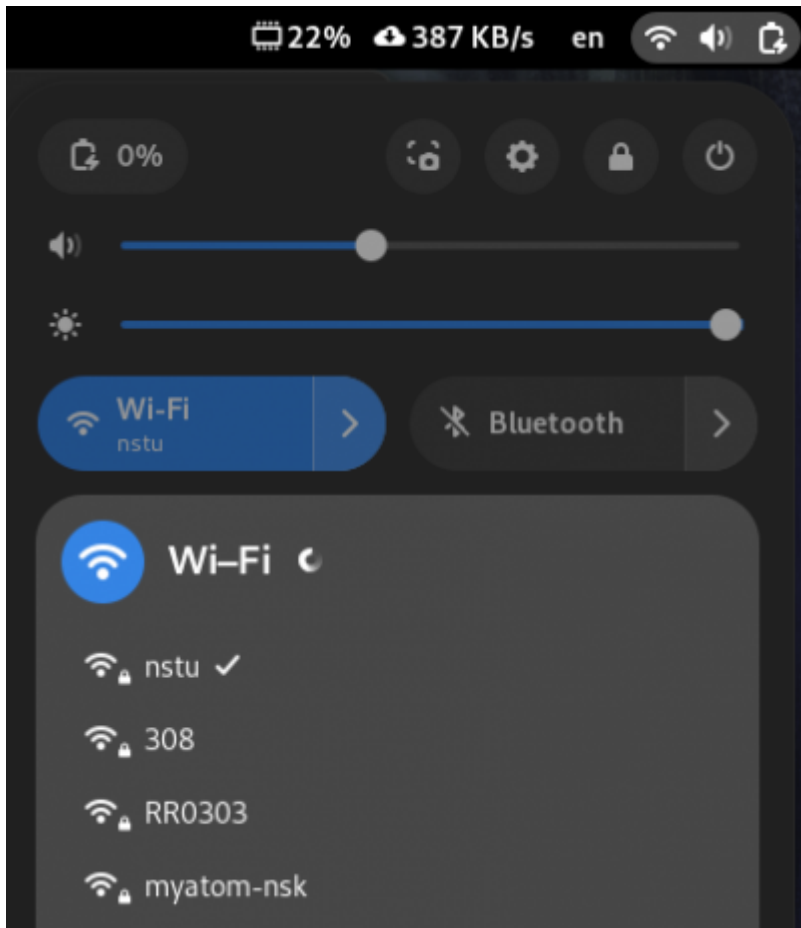 22% 387 KB/s en
0%
Wi-Fi
nstu
Bluetooth
Wi–Fi
nstu
308
RR0303
myatom-nsk